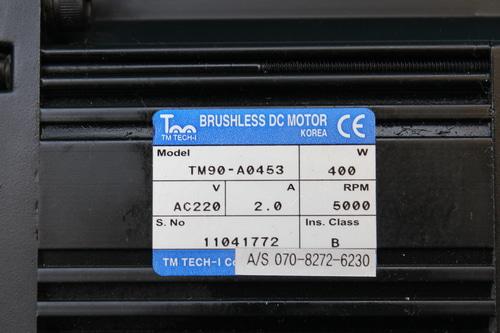 Tmn BRUSHLESS DC MOTOR
TM TECH-I KOREA CE
Model W
TM90-A0453 400
V A RPM
AC220 2.0 5000
S. No Ins. Class
11041772 B
TM TECH-I A/S 070-8272-6230